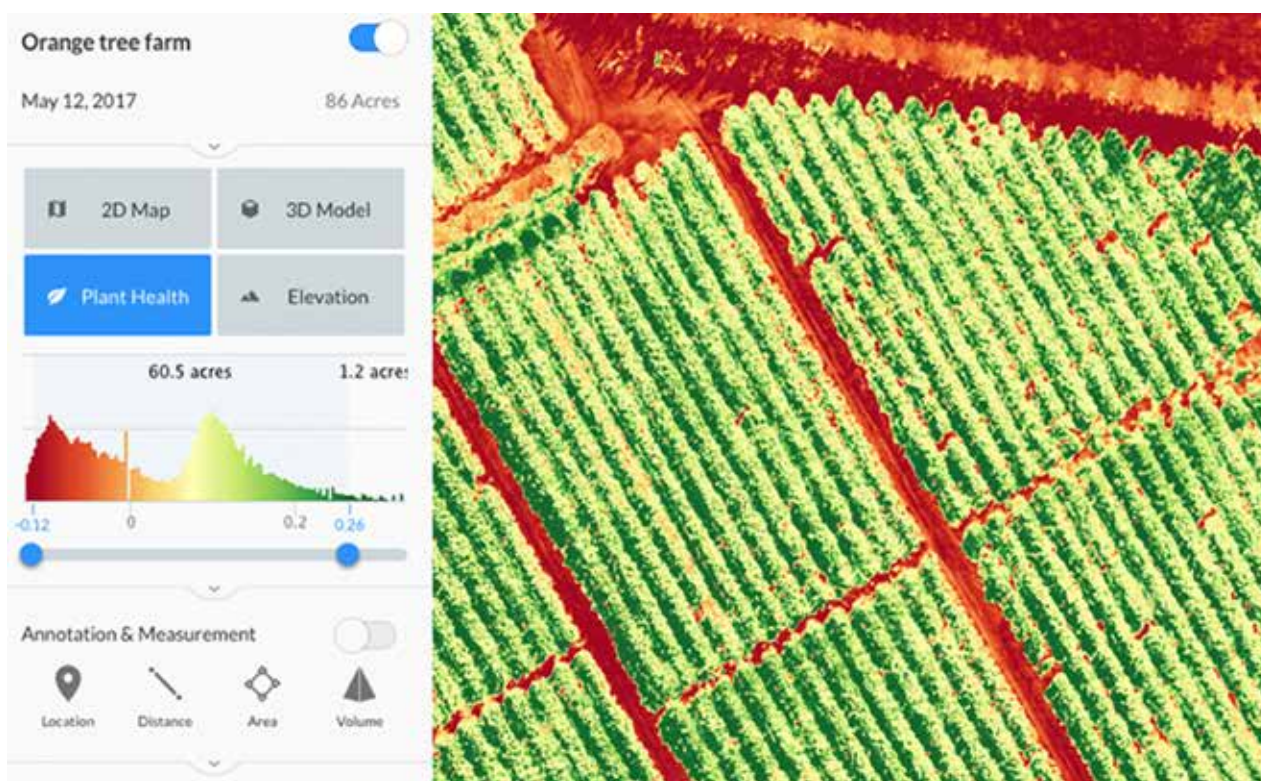 Orange tree farm
May 12, 2017 86 Acres
2D Map 3D Model
Plant Health Elevation
60.5 acres 1.2 acres
-0.12 0 0.2 0.26
Annotation & Measurement
Location Distance Area Volume